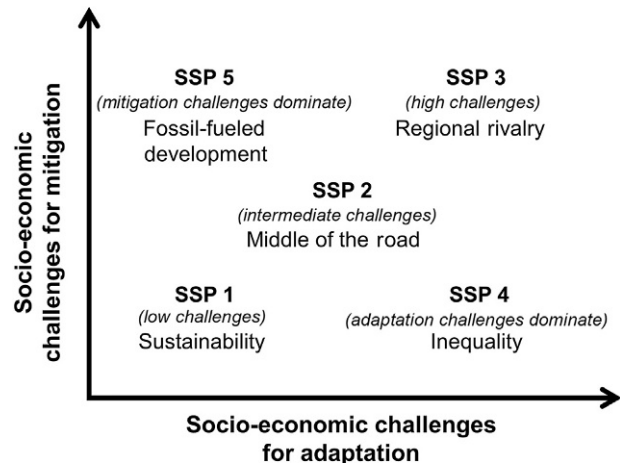 Socio-economic
challenges for mitigation
SSP 5
(mitigation challenges dominate)
Fossil-fueled
development
SSP 3
(high challenges)
Regional rivalry
SSP 2
(intermediate challenges)
Middle of the road
SSP 1
(low challenges)
Sustainability
SSP 4
(adaptation challenges dominate)
Inequality
Socio-economic challenges
for adaptation